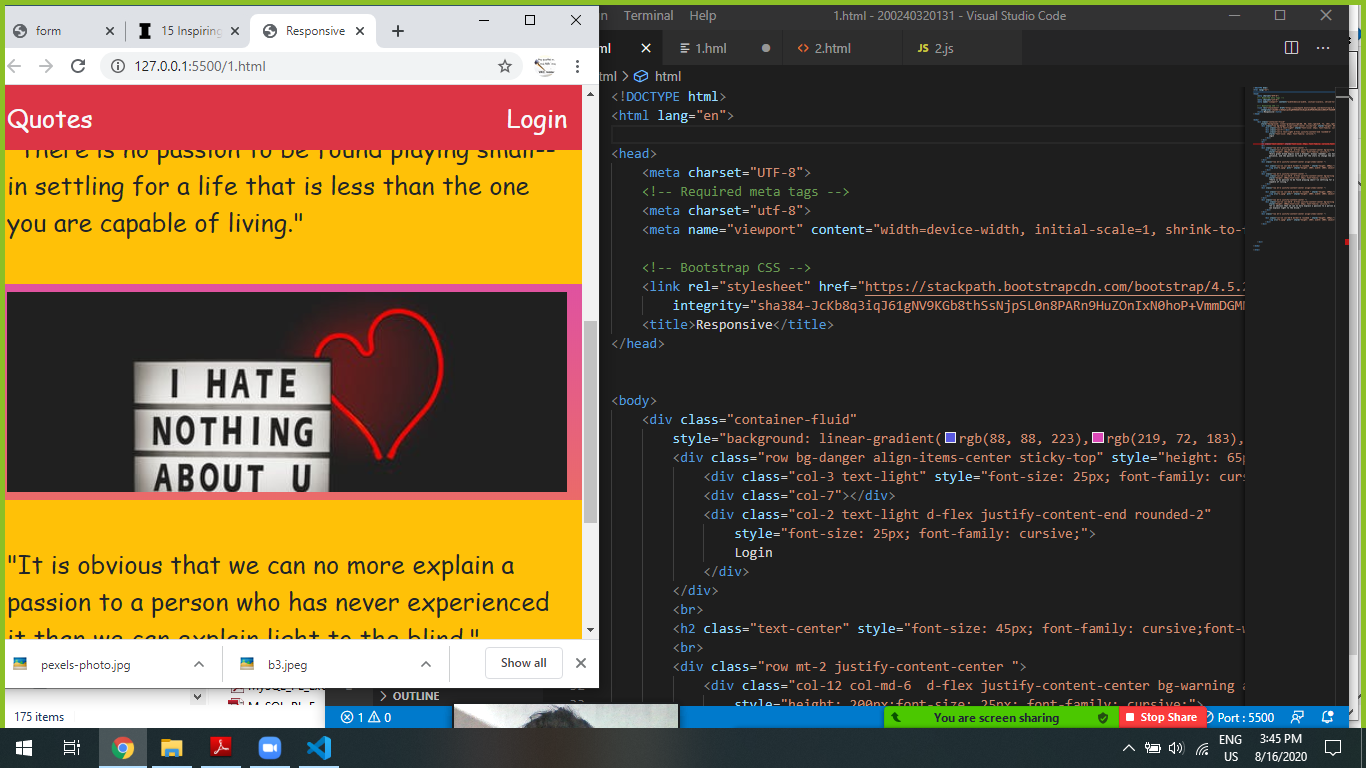 form
15 Inspiring
Responsive
127.0.0.1:5500/1.html
Quotes
Login
"There is no passion to be found playing small--
in settling for a life that is less than the one
you are capable of living."
I HATE
NOTHING
ABOUT U
"It is obvious that we can no more explain a
passion to a person who has never experienced
it than we can explain light to the blind."
pexels-photo.jpg
b3.jpeg
Show all
175 items
Terminal Help
1.html - 200240320131 - Visual Studio Code
1.hml
2.html
JS 2.js
html
<!DOCTYPE html>
<html lang="en">
<head>
<meta charset="UTF-8">
<!-- Required meta tags -->
<meta charset="utf-8">
<meta name="viewport" content="width=device-width, initial-scale=1, shrink-to-
<!-- Bootstrap CSS -->
<link rel="stylesheet" href="https://stackpath.bootstrapcdn.com/bootstrap/4.5.2
integrity="sha384-JcKb8q3iqJ61gNV9KGb8thSsNjpSL0n8PARn9HuZOnIxN0hoP+VmmDGM
<title>Responsive</title>
</head>
<body>
<div class="container-fluid"
style="background: linear-gradient(rgb(88, 88, 223),rgb(219, 72, 183),
<div class="row bg-danger align-items-center sticky-top" style="height: 65p
<div class="col-3 text-light" style="font-size: 25px; font-family: curs
<div class="col-7"></div>
<div class="col-2 text-light d-flex justify-content-end rounded-2"
style="font-size: 25px; font-family: cursive;">
Login
</div>
</div>
<br>
<h2 class="text-center" style="font-size: 45px; font-family: cursive;font-w
<br>
<div class="row mt-2 justify-content-center ">
<div class="col-12 col-md-6 d-flex justify-content-center bg-warning a
style="height: 200px;font-size: 25px; font-family: cursive;">
OUTLINE
1 0
You are screen sharing
Stop Share
Port : 5500
ENG
US
3:45 PM
8/16/2020